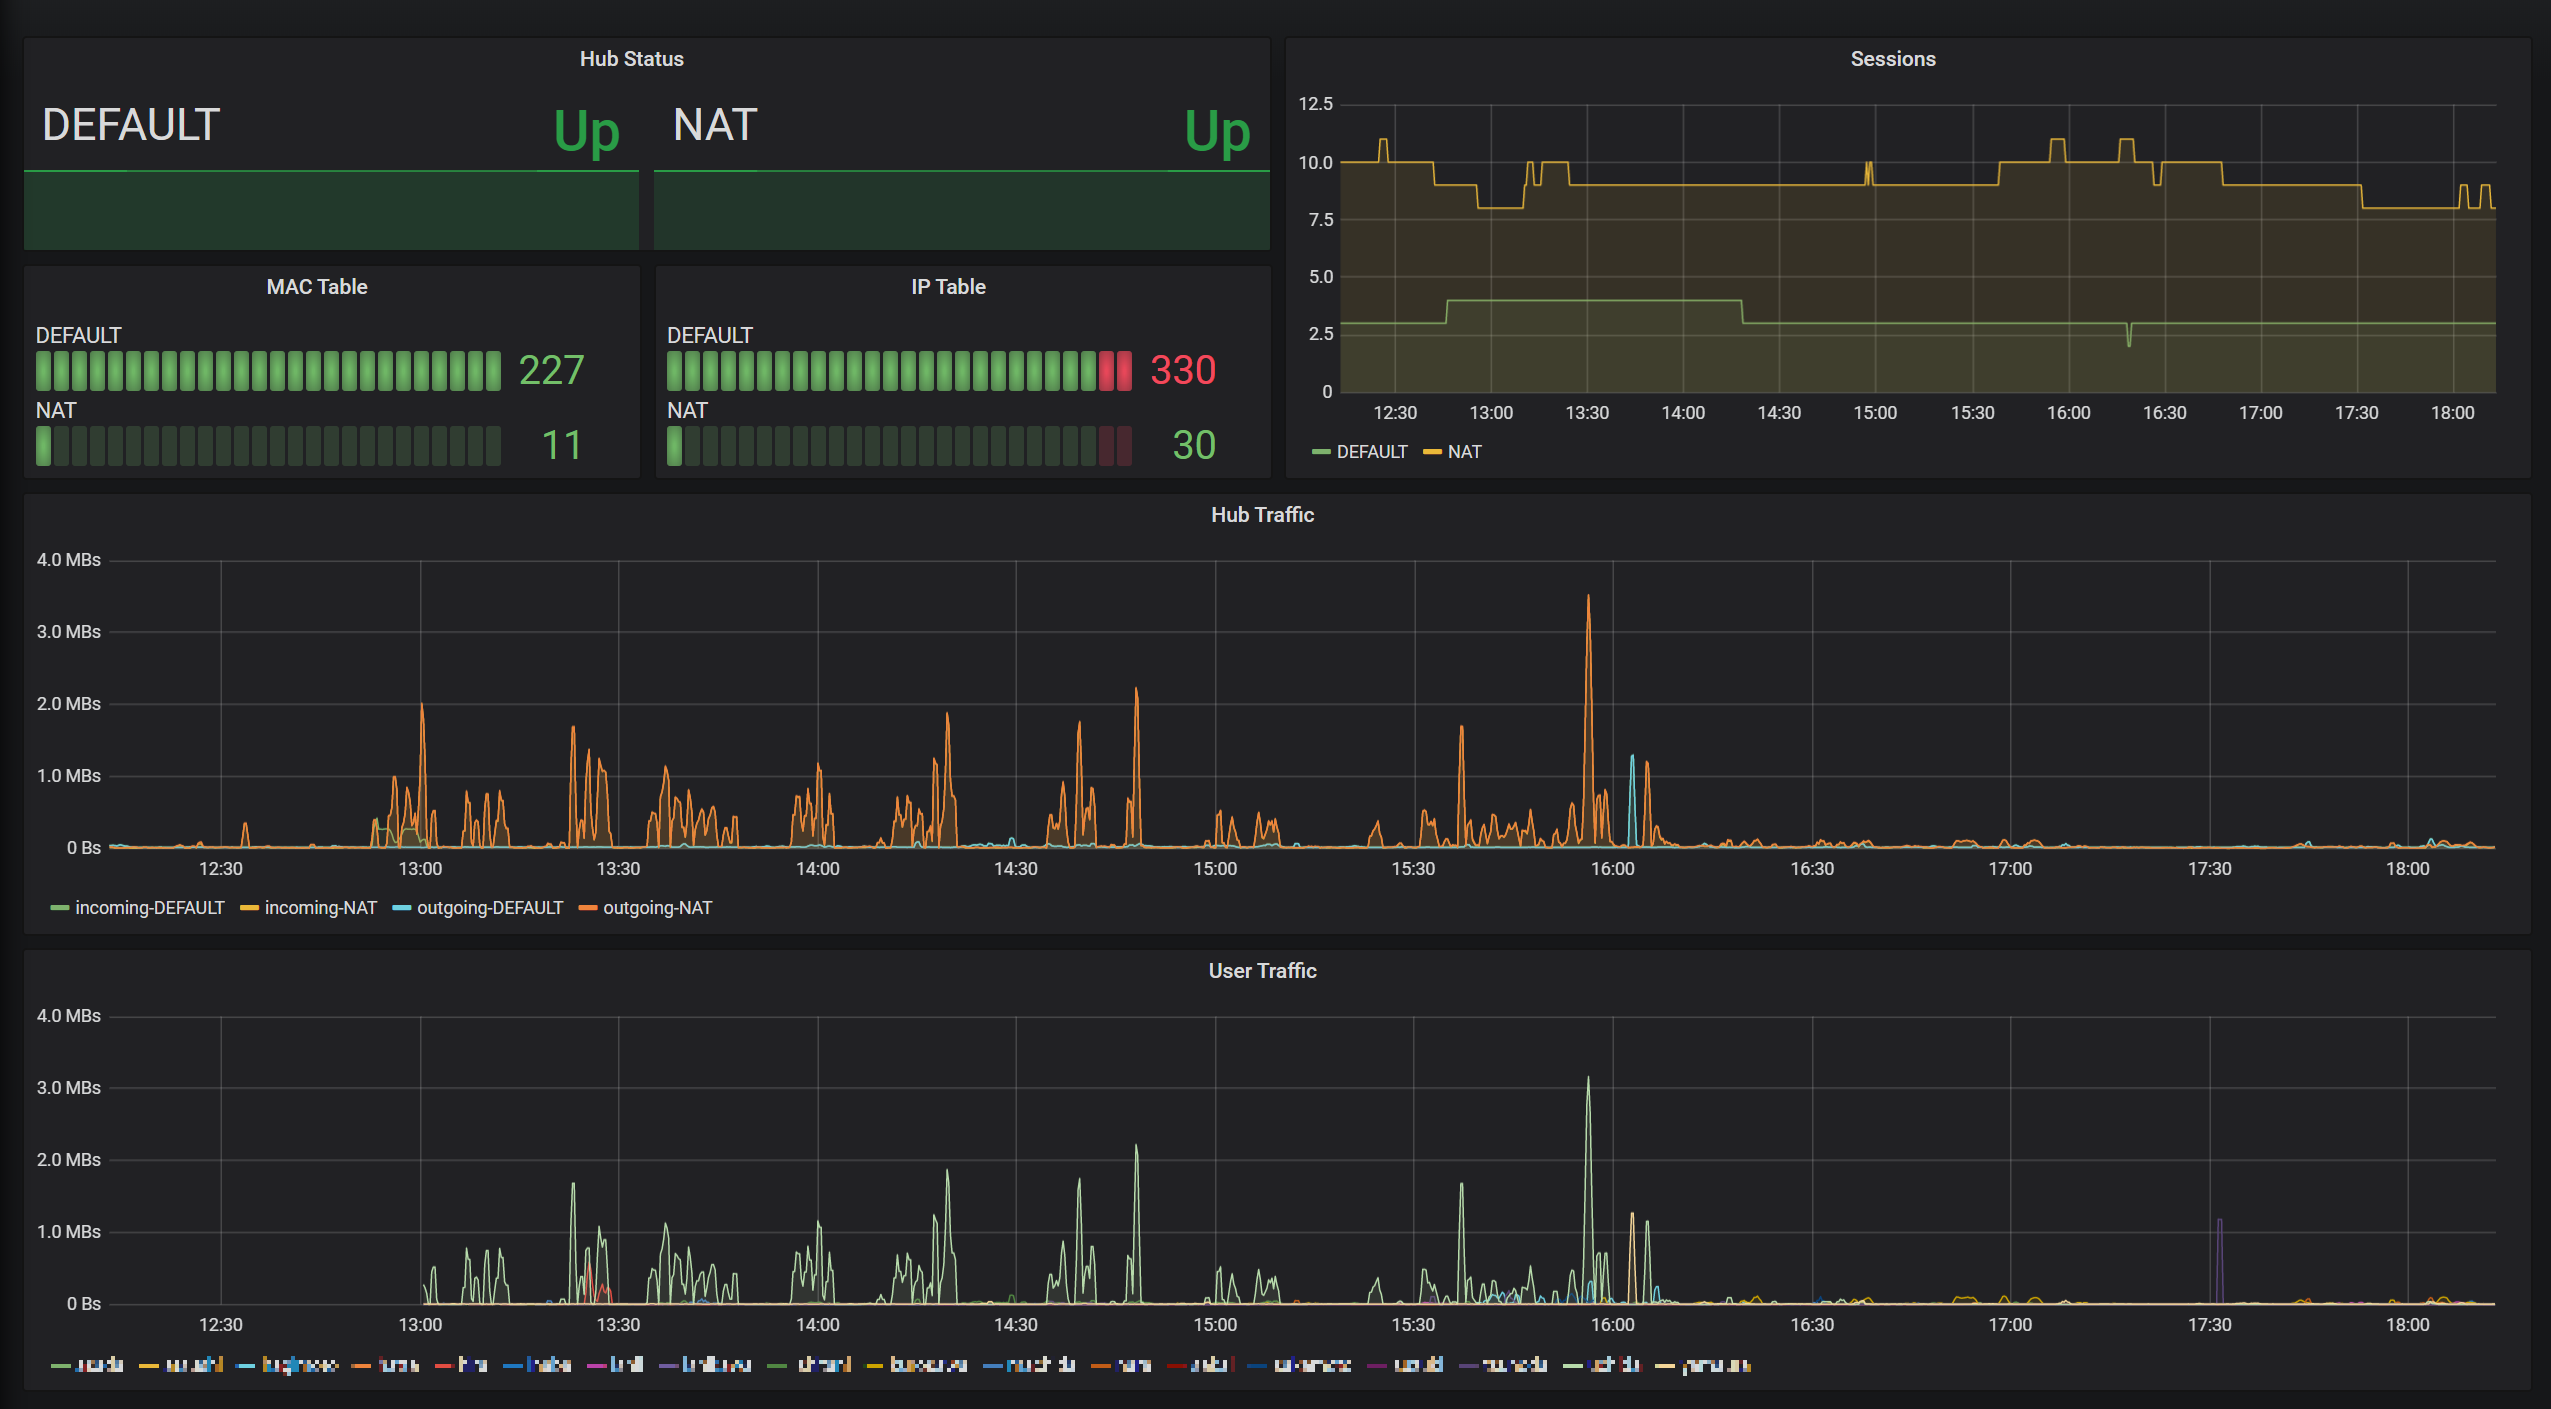 Hub Status
DEFAULT Up NAT Up
MAC Table
DEFAULT
227
NAT
11
IP Table
DEFAULT
330
NAT
30
Sessions
12.5
10.0
7.5
5.0
2.5
0
12:30 13:00 13:30 14:00 14:30 15:00 15:30 16:00 16:30 17:00 17:30 18:00
DEFAULT NAT
Hub Traffic
4.0 MBs
3.0 MBs
2.0 MBs
1.0 MBs
0 Bs
12:30 13:00 13:30 14:00 14:30 15:00 15:30 16:00 16:30 17:00 17:30 18:00
incoming-DEFAULT incoming-NAT outgoing-DEFAULT outgoing-NAT
User Traffic
4.0 MBs
3.0 MBs
2.0 MBs
1.0 MBs
0 Bs
12:30 13:00 13:30 14:00 14:30 15:00 15:30 16:00 16:30 17:00 17:30 18:00